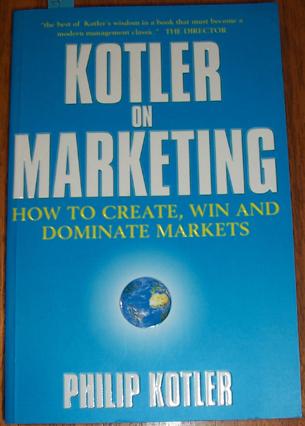 "the best of Kotler's wisdom in a book that must become a
modern management classic." THE DIRECTOR
KOTLER
ON
MARKETING
HOW TO CREATE, WIN AND
DOMINATE MARKETS
PHILIP KOTLER